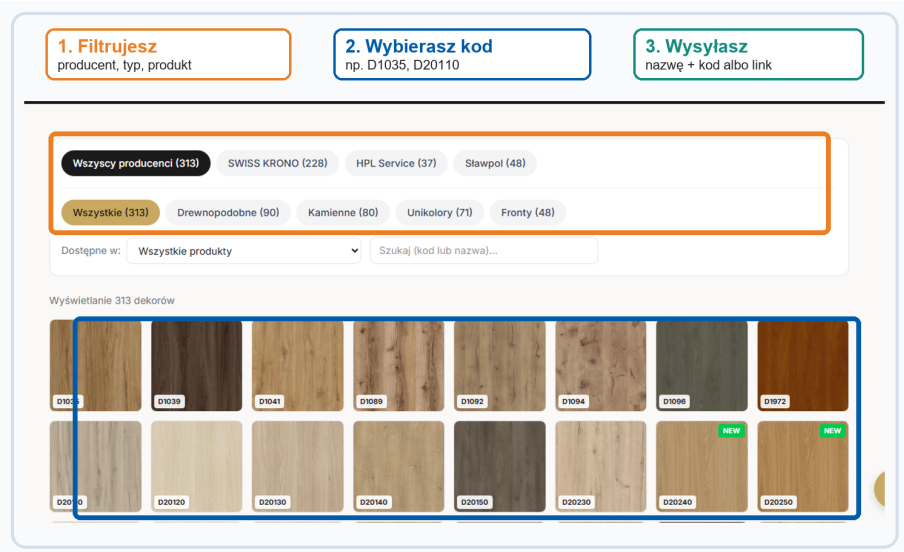 1. Filtrujesz
producent, typ, produkt
2. Wybierasz kod
np. D1035, D20110
3. Wysyłasz
nazwę + kod albo link
Wszyscy producenci (313) SWISS KRONO (228) HPL Service (37) Sławpol (48)
Wszystkie (313) Drewnopodobne (90) Kamienne (80) Unikolory (71) Fronty (48)
Dostępne w: Wszystkie produkty Szukaj (kod lub nazwa)...
Wyświetlanie 313 dekorów
D1035 D1039 D1041 D1089 D1092 D1094 D1096 D1972
NEW NEW
D20110 D20120 D20130 D20140 D20150 D20230 D20240 D20250